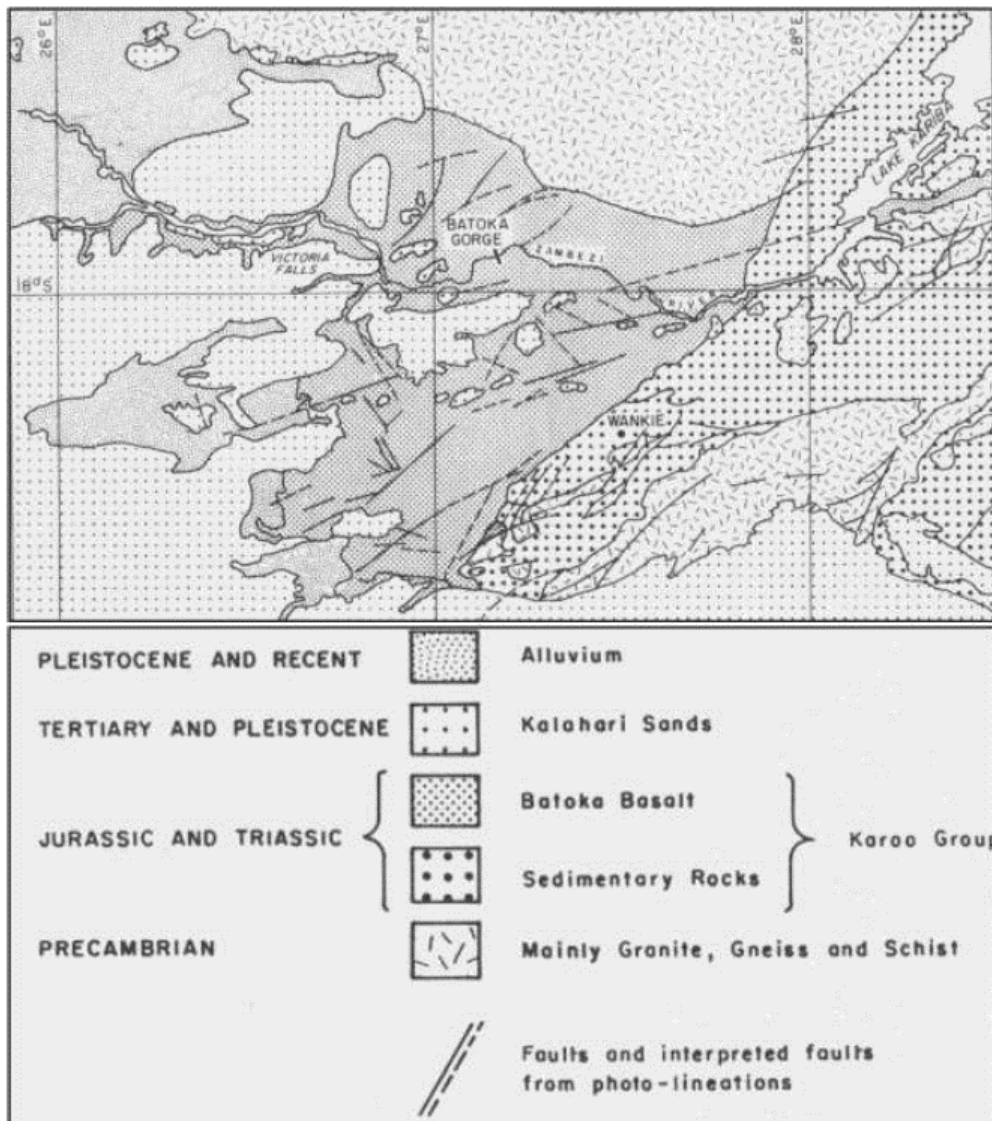 26°E
27°E
28°E
LAKE KARIBA
BATOKA
GORGE
ZAMBEZI
VICTORIA
FALLS
18°S
WANKIE
PLEISTOCENE AND RECENT
Alluvium
TERTIARY AND PLEISTOCENE
Kalahari Sands
Batoka Basalt
JURASSIC AND TRIASSIC
Karoo Group
Sedimentary Rocks
PRECAMBRIAN
Mainly Granite, Gneiss and Schist
Faults and interpreted faults
from photo-lineations